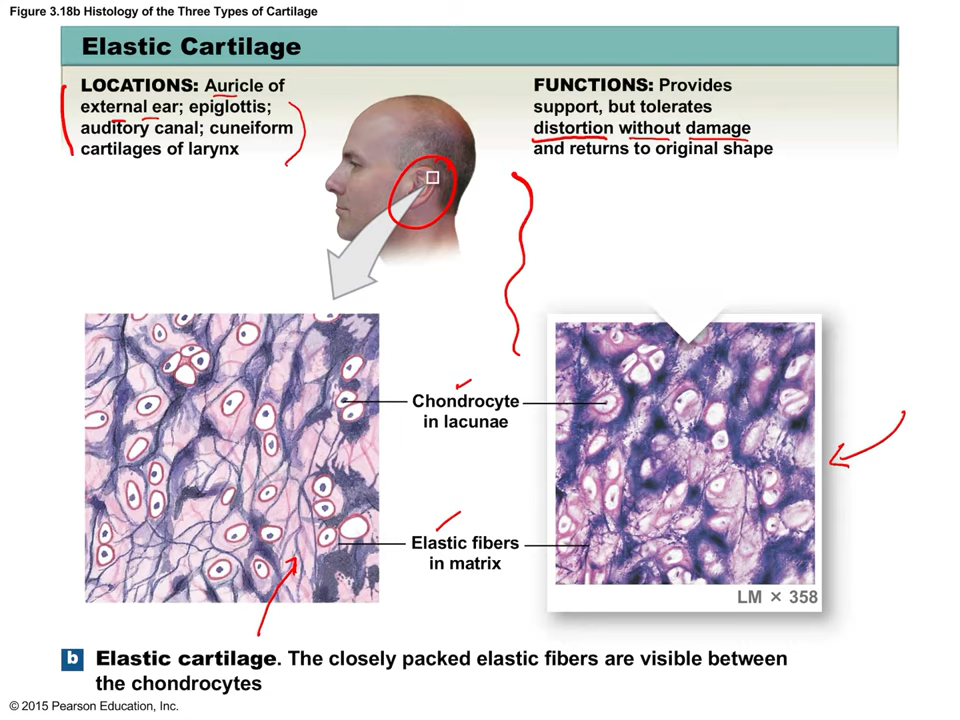 Figure 3.18b Histology of the Three Types of Cartilage
Elastic Cartilage
LOCATIONS: Auricle of
external ear; epiglottis;
auditory canal; cuneiform
cartilages of larynx
FUNCTIONS: Provides
support, but tolerates
distortion without damage
and returns to original shape
Chondrocyte
in lacunae
Elastic fibers
in matrix
LM × 358
b Elastic cartilage. The closely packed elastic fibers are visible between
the chondrocytes
© 2015 Pearson Education, Inc.